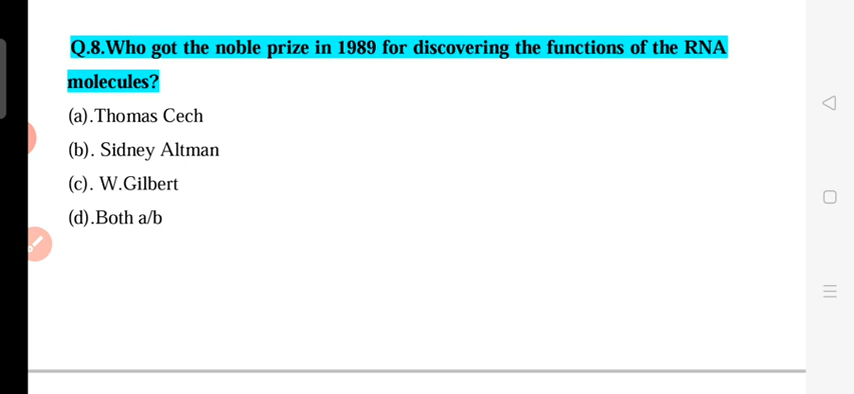 Q.8.Who got the noble prize in 1989 for discovering the functions of the RNA
molecules?
(a).Thomas Cech
(b). Sidney Altman
(c). W.Gilbert
(d).Both a/b